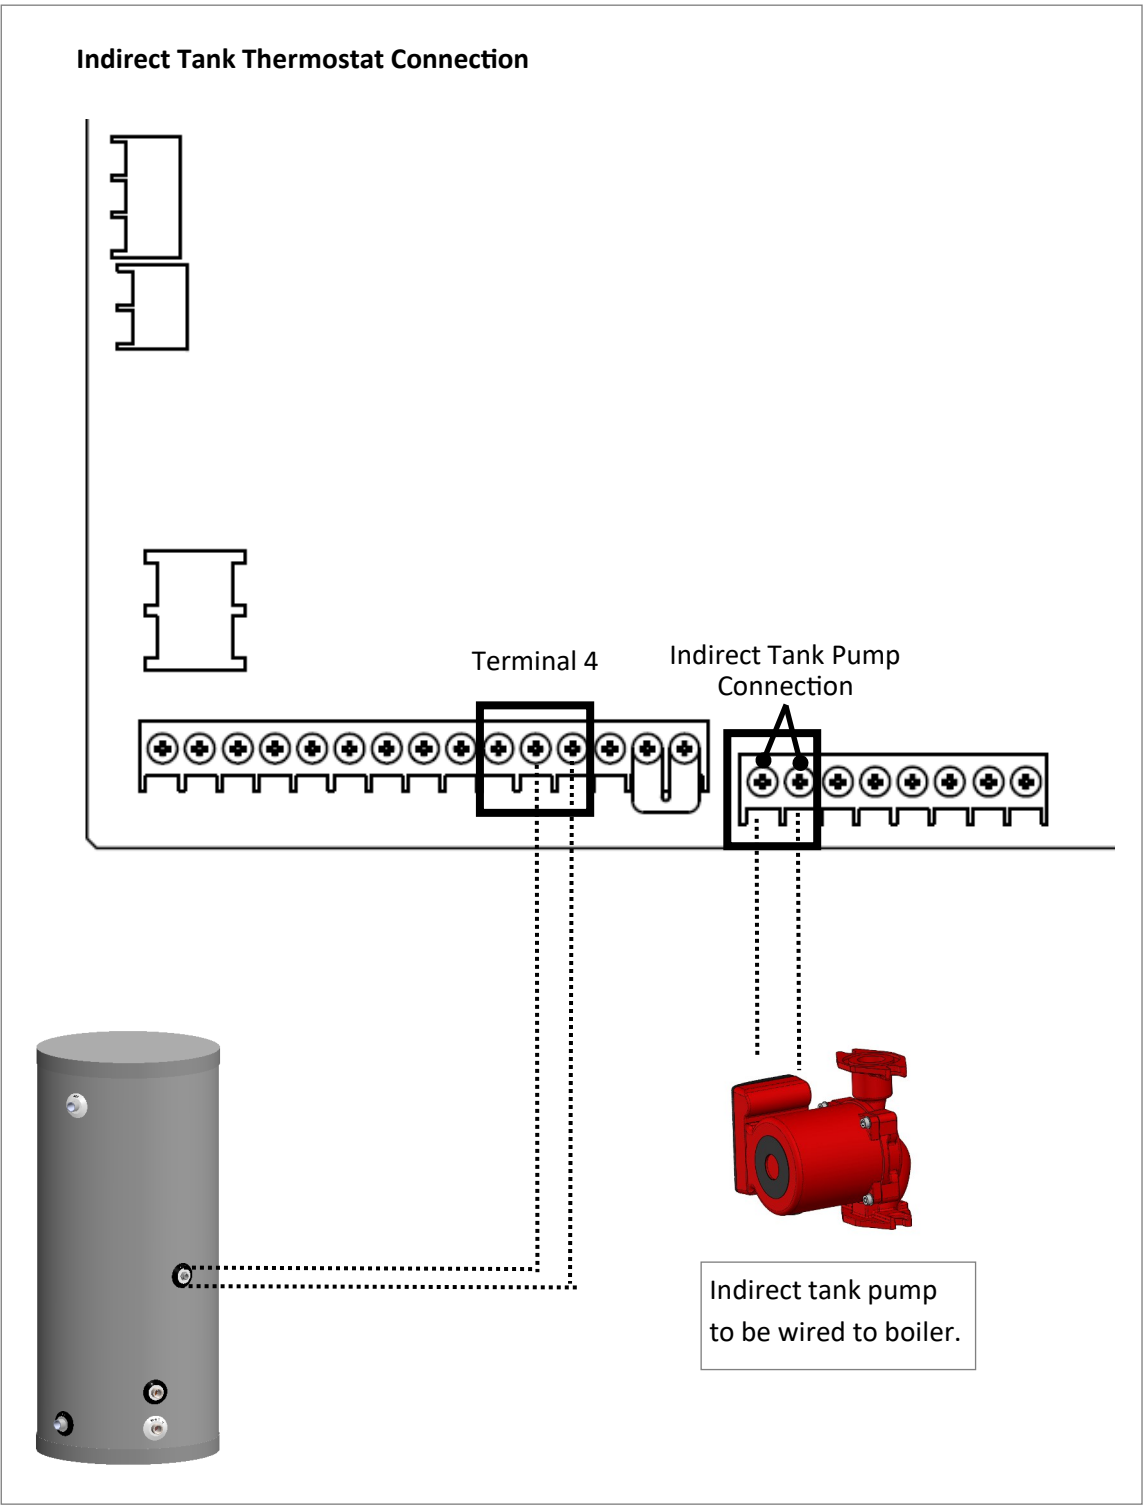 Indirect Tank Thermostat Connection
Terminal 4
Indirect Tank Pump
Connection
Indirect tank pump
to be wired to boiler.